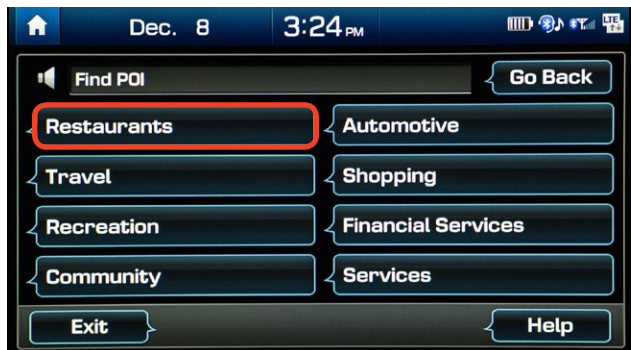 Dec. 8 3:24 PM LTE
Find POI Go Back
Restaurants Automotive
Travel Shopping
Recreation Financial Services
Community Services
Exit Help